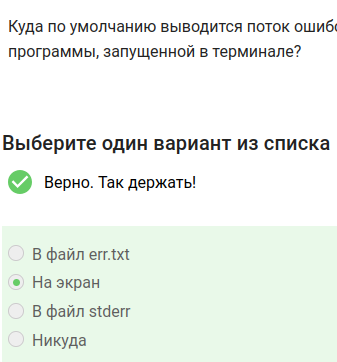 Куда по умолчанию выводится поток
программы, запущенной в терминале?
Выберите один вариант из списка
Верно. Так держать!
В файл err.txt
На экран
В файл stderr
Никуда